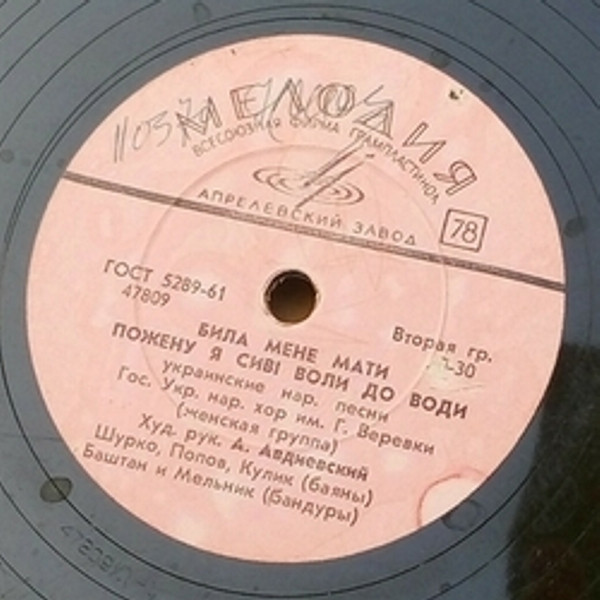 МЕЛОДИЯ
ВСЕСОЮЗНАЯ ФИРМА ГРАМПЛАСТИНОК
АПРЕЛЕВСКИЙ ЗАВОД
78
ГОСТ 5289-61
47809
Вторая гр.
-30
БИЛА МЕНЕ МАТИ
ПОЖЕНУ Я СИВІ ВОЛИ ДО ВОДИ
украинские нар. песни
Гос. Укр. нар. хор им. Г. Веревки
(женская группа)
Худ. рук. А. Авдиевский
Шурко, Попов, Кулик (баяны)
Баштан и Мельник (бандуры)